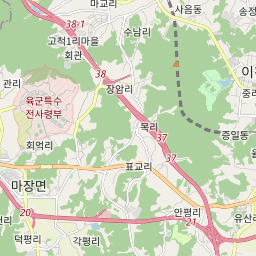 마교리
사음동
송정
38-1
수남리
고척1리마을
회관
38
이
관리
장암리
중리
육군특수
전사령부
목리
37
증일동
회억리
37
표교리
율
마장면
20
안평리
21
유산리
덕평리
각평리